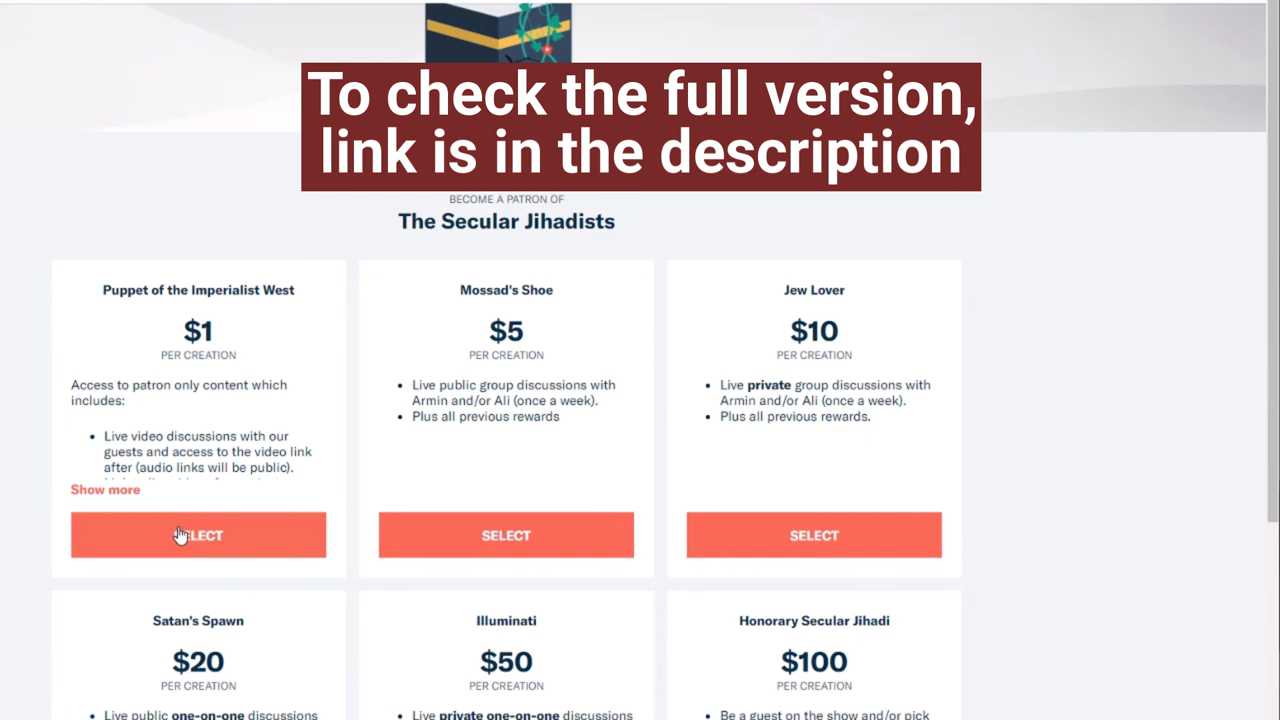 To check the full version,
link is in the description
BECOME A PATRON OF
The Secular Jihadists
Puppet of the Imperialist West
$1
PER CREATION
Access to patron only content which
includes:
• Live video discussions with our
guests and access to the video link
after (audio links will be public).
Show more
SELECT
Mossad's Shoe
$5
PER CREATION
• Live public group discussions with
Armin and/or Ali (once a week).
• Plus all previous rewards
SELECT
Jew Lover
$10
PER CREATION
• Live private group discussions with
Armin and/or Ali (once a week).
• Plus all previous rewards.
SELECT
Satan's Spawn
$20
PER CREATION
• Live public one-on-one discussions
Illuminati
$50
PER CREATION
• Live private one-on-one discussions
Honorary Secular Jihadi
$100
PER CREATION
• Be a guest on the show and/or pick